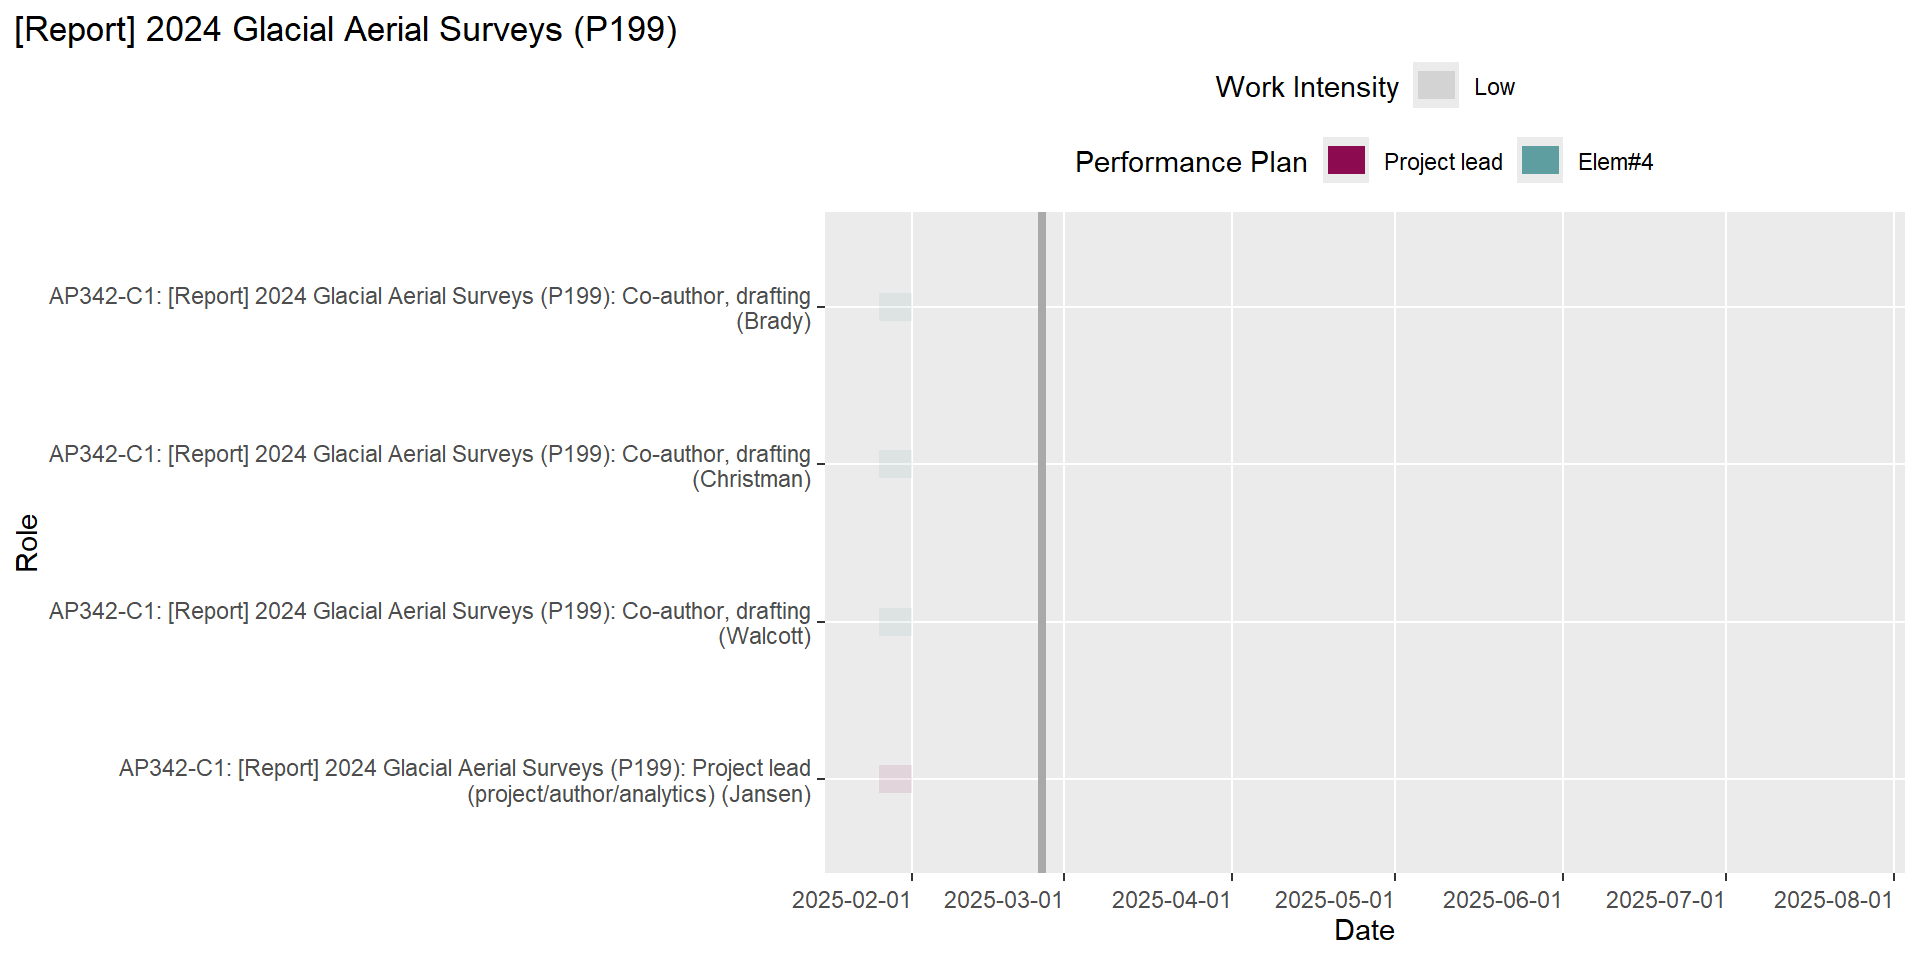 [Report] 2024 Glacial Aerial Surveys (P199)
Work Intensity Low
Performance Plan Project lead Elem#4
AP342-C1: [Report] 2024 Glacial Aerial Surveys (P199): Co-author, drafting
(Brady)
AP342-C1: [Report] 2024 Glacial Aerial Surveys (P199): Co-author, drafting
(Christman)
Role
AP342-C1: [Report] 2024 Glacial Aerial Surveys (P199): Co-author, drafting
(Walcott)
AP342-C1: [Report] 2024 Glacial Aerial Surveys (P199): Project lead
(project/author/analytics) (Jansen)
2025-02-01 2025-03-01 2025-04-01 2025-05-01 2025-06-01 2025-07-01 2025-08-01
Date